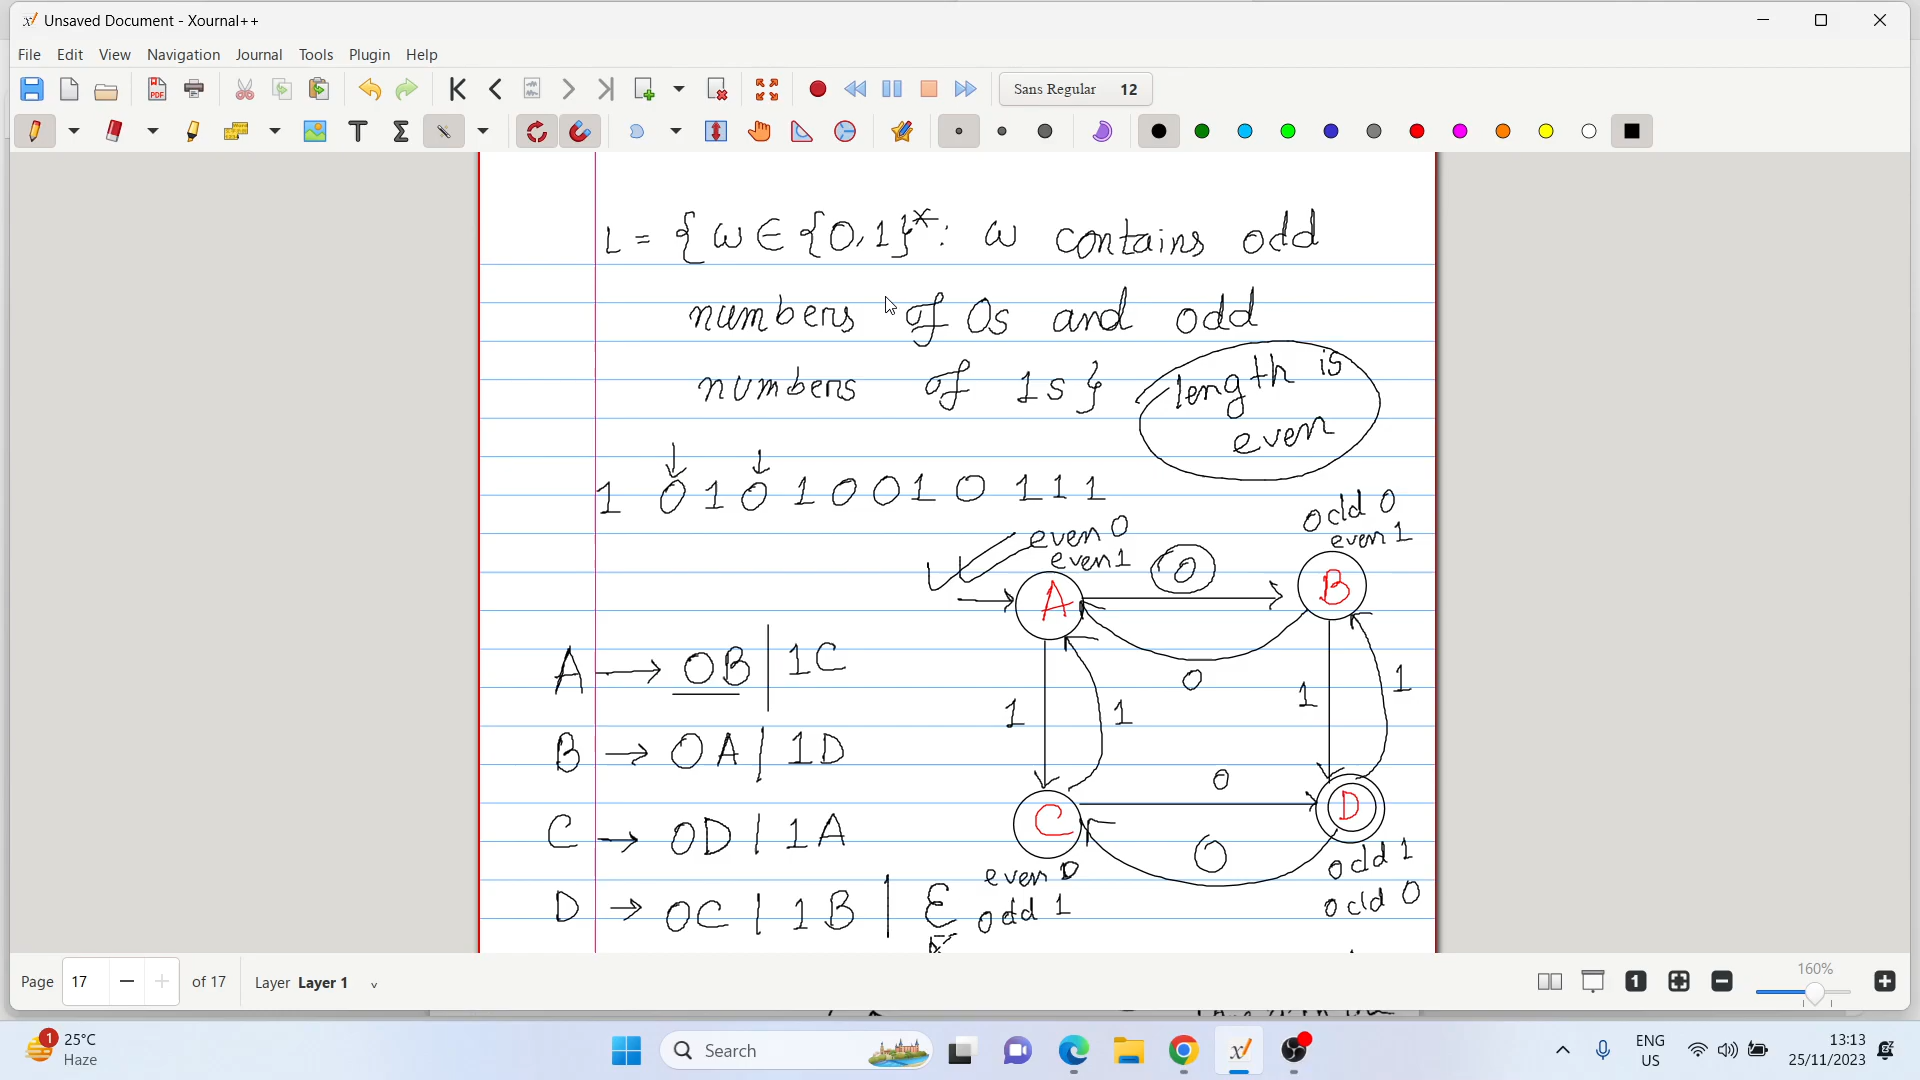 Unsaved Document - Xournal++
File Edit View Navigation Journal Tools Plugin Help
PDF
Sans Regular 12
L = {ω ∈ {0,1}*: ω contains odd
numbers of 0s and odd
numbers of 1s}
length is
even
1 0 1 0 1 0 0 1 0 1 1 1
even 0
even 1
odd 0
even 1
0
A
B
0
A → 0B | 1C
1
1
1
1
B → 0A | 1D
0
C
D
C → 0D | 1A
0
odd 1
odd 0
even 0
odd 1
D → 0C | 1B | ε
Page 17 of 17 Layer Layer 1
1
160%
1
25°C
Haze
Search
ENG
US
13:13
25/11/2023